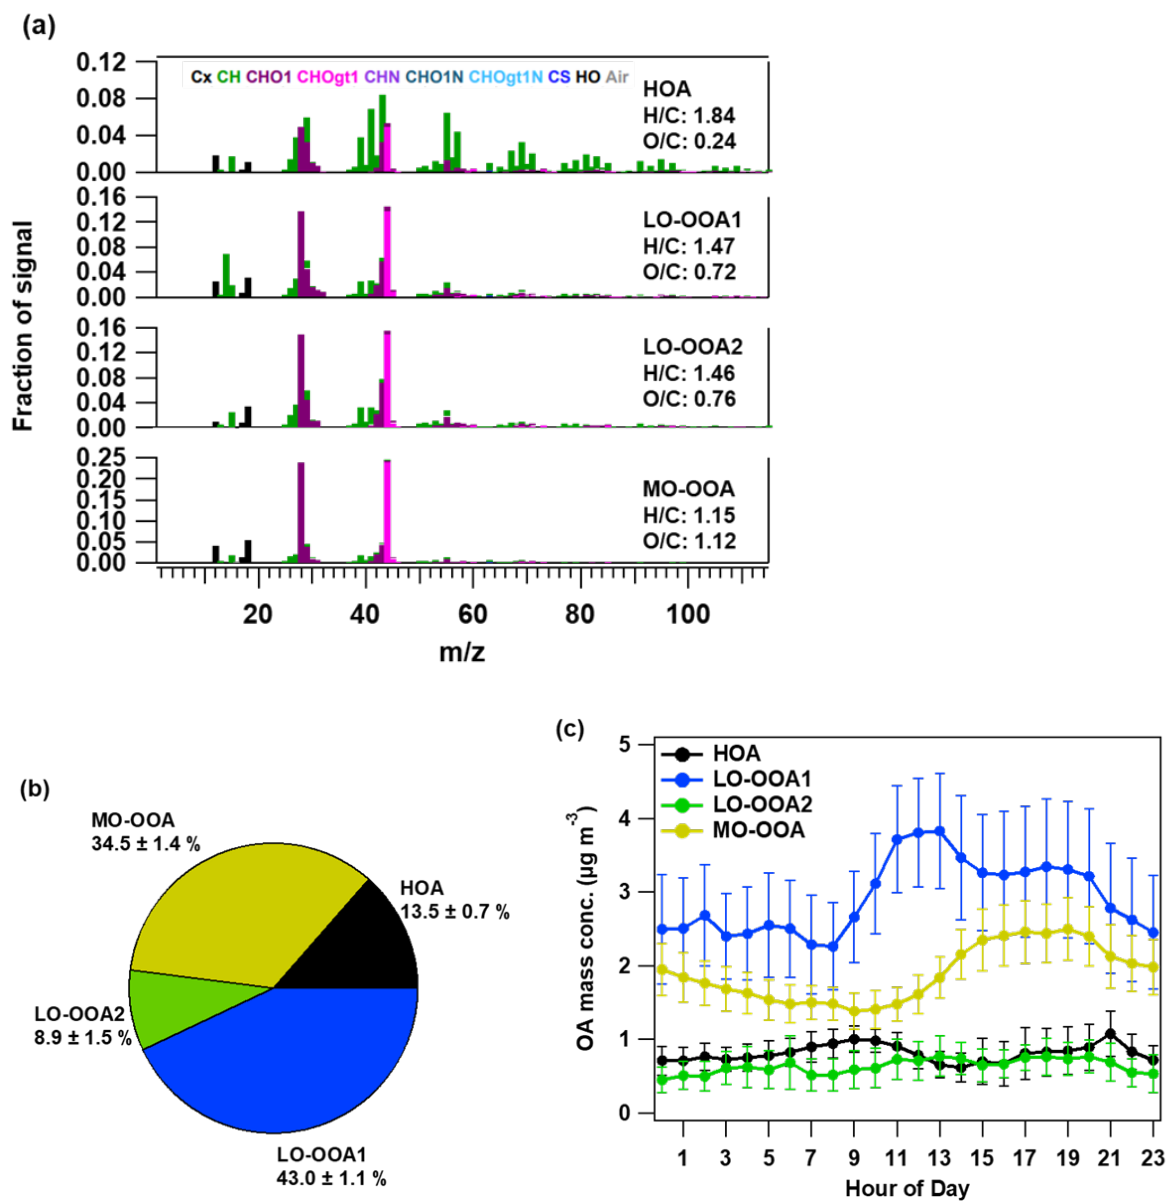 (a)
Fraction of signal
0.12
0.08
0.04
0.00
Cx CH CHO1 CHOgt1 CHN CHO1N CHOgt1N CS HO Air
HOA
H/C: 1.84
O/C: 0.24
0.16
0.12
0.08
0.04
0.00
LO-OOA1
H/C: 1.47
O/C: 0.72
0.16
0.12
0.08
0.04
0.00
LO-OOA2
H/C: 1.46
O/C: 0.76
0.25
0.20
0.15
0.10
0.05
0.00
MO-OOA
H/C: 1.15
O/C: 1.12
20 40 60 80 100
m/z
(b)
MO-OOA
34.5 ± 1.4 %
HOA
13.5 ± 0.7 %
LO-OOA2
8.9 ± 1.5 %
LO-OOA1
43.0 ± 1.1 %
(c)
OA mass conc. (µg m⁻³)
5
4
3
2
1
0
HOA
LO-OOA1
LO-OOA2
MO-OOA
1 3 5 7 9 11 13 15 17 19 21 23
Hour of Day